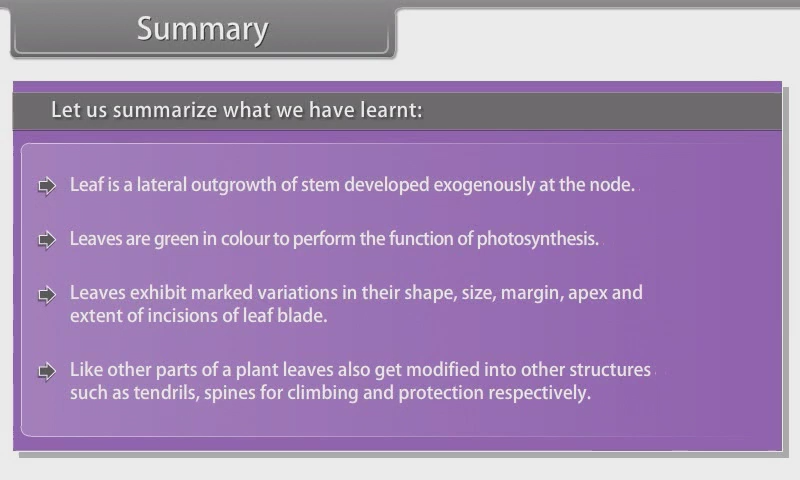 Summary
Let us summarize what we have learnt:
Leaf is a lateral outgrowth of stem developed exogenously at the node.
Leaves are green in colour to perform the function of photosynthesis.
Leaves exhibit marked variations in their shape, size, margin, apex and
extent of incisions of leaf blade.
Like other parts of a plant leaves also get modified into other structures
such as tendrils, spines for climbing and protection respectively.